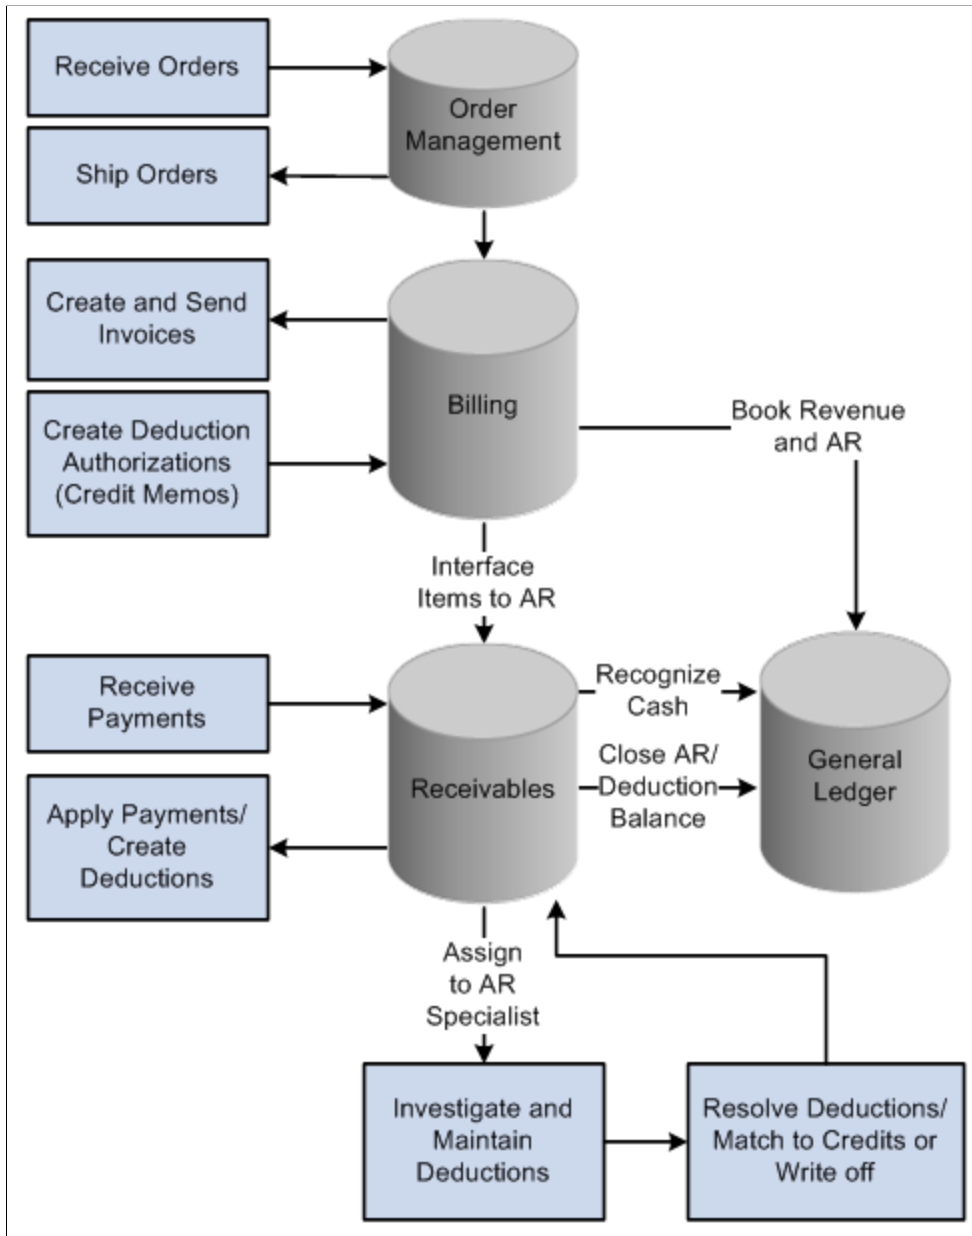 Receive Orders
Order
Management
Ship Orders
Create and Send
Invoices
Billing
Book Revenue
and AR
Create Deduction
Authorizations
(Credit Memos)
Interface
Items to AR
Receive
Payments
Recognize
Cash
Receivables
Close AR/
Deduction
Balance
General
Ledger
Apply Payments/
Create
Deductions
Assign
to AR
Specialist
Investigate and
Maintain
Deductions
Resolve Deductions/
Match to Credits or
Write off